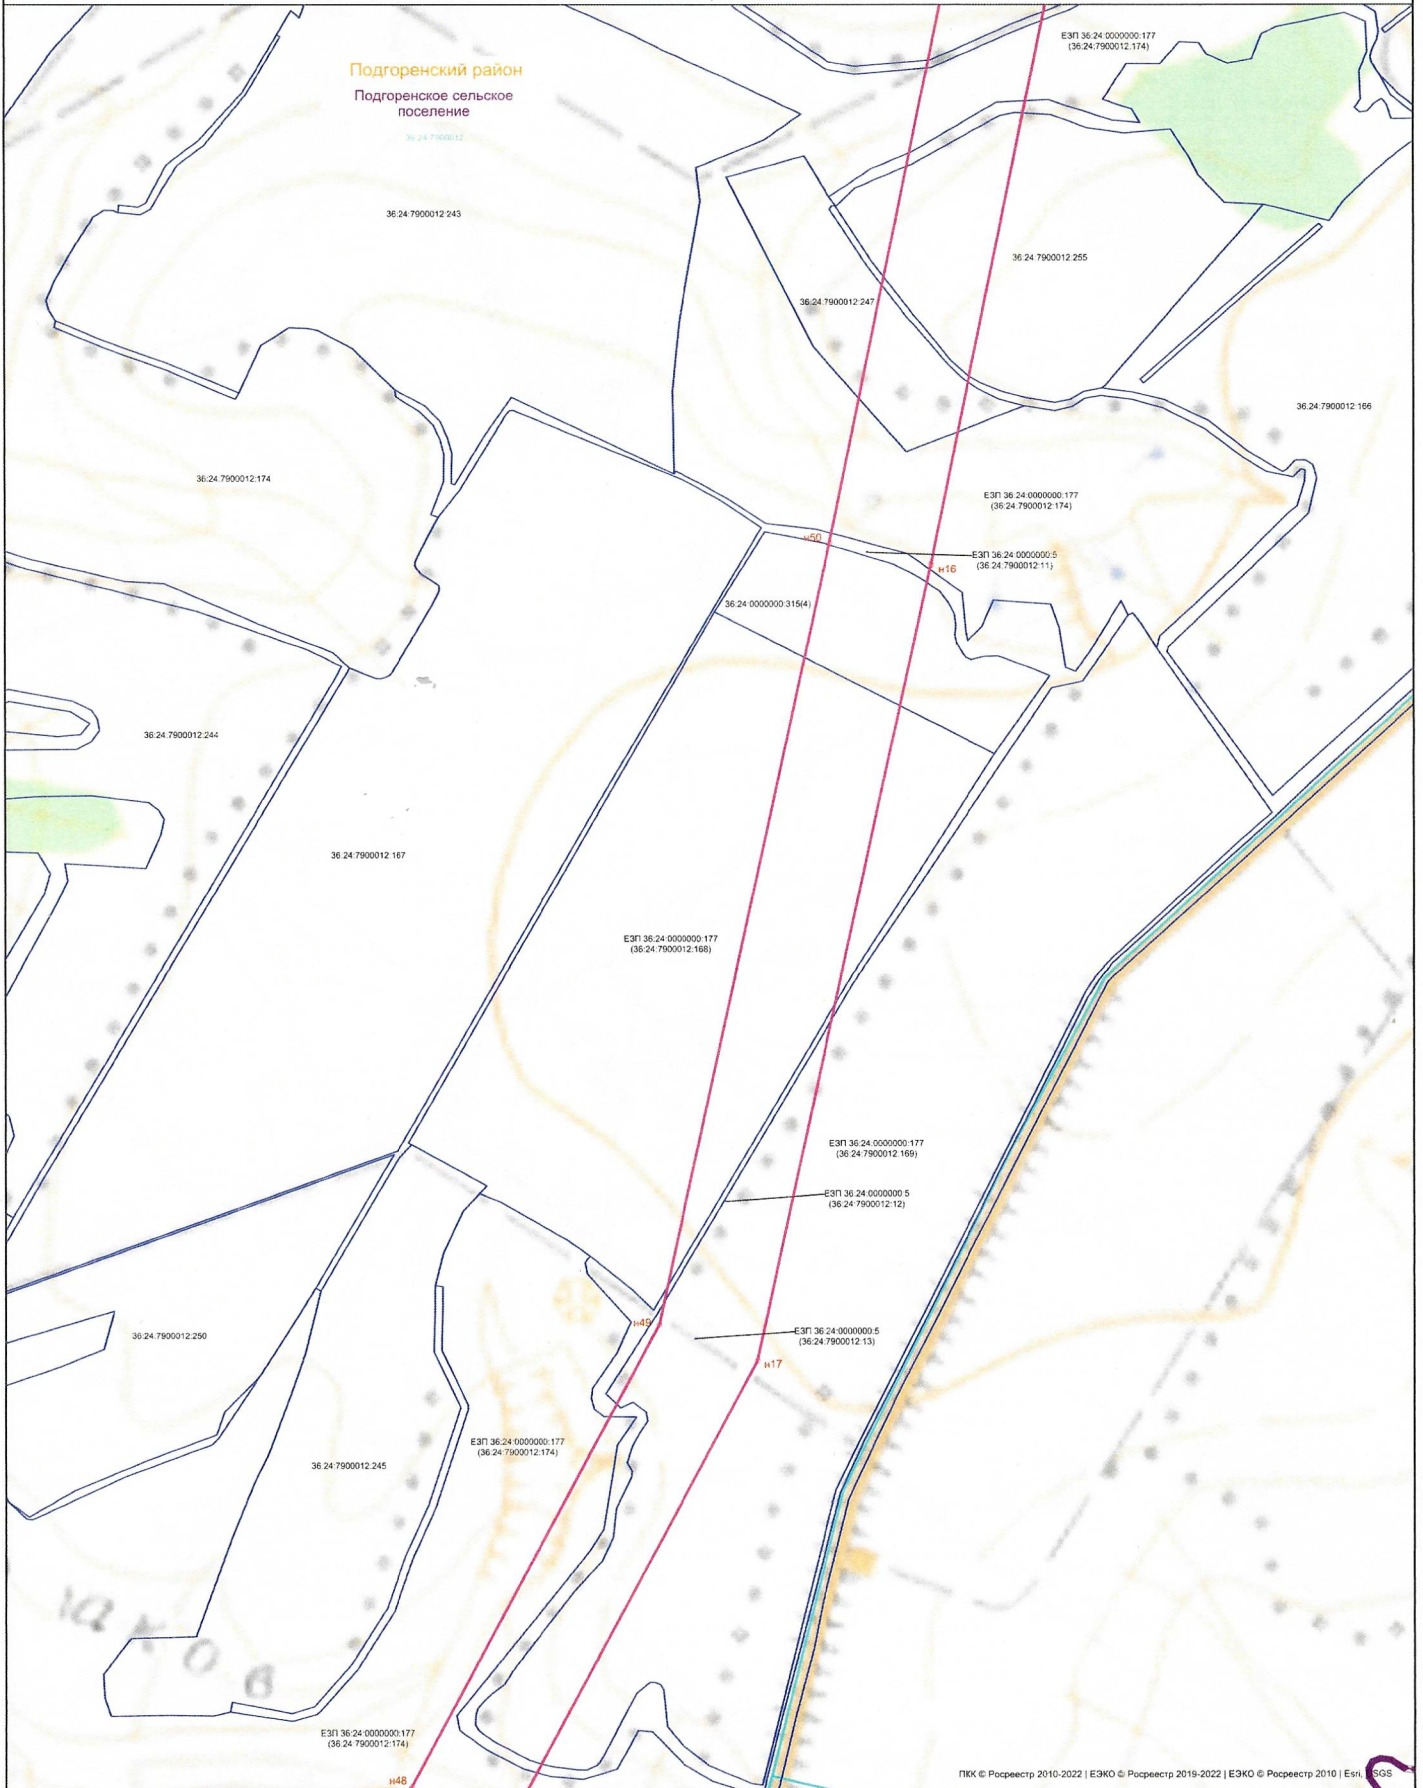 ЕЗП 36:24:0000000:177
(36:24:7900012:174)
Подгоренский район
Подгоренское сельское
поселение
36:24:7900012
36:24:7900012:243
36:24:7900012:255
36:24:7900012:247
36:24:7900012:166
36:24:7900012:174
ЕЗП 36:24:0000000:177
(36:24:7900012:174)
н50
ЕЗП 36:24:0000000:5
(36:24:7900012:11)
н16
36:24:0000000:315(4)
36:24:7900012:244
36:24:7900012:167
ЕЗП 36:24:0000000:177
(36:24:7900012:168)
ЕЗП 36:24:0000000:177
(36:24:7900012:169)
ЕЗП 36:24:0000000:5
(36:24:7900012:12)
н49
ЕЗП 36:24:0000000:5
(36:24:7900012:13)
36:24:7900012:250
н17
ЕЗП 36:24:0000000:177
(36:24:7900012:174)
36:24:7900012:245
ЕЗП 36:24:0000000:177
(36:24:7900012:174)
н48
ПКК © Росреестр 2010-2022 | ЕЭКО © Росреестр 2019-2022 | ЕЭКО © Росреестр 2010 | Esri,